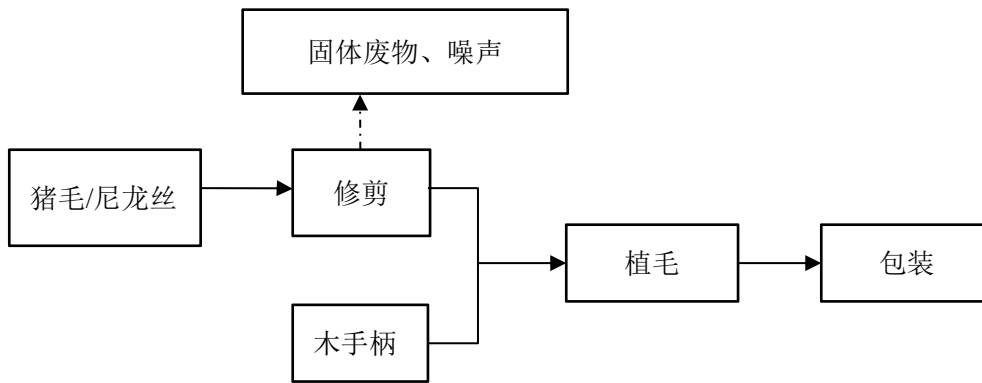 固体废物、噪声
猪毛/尼龙丝
修剪
植毛
包装
木手柄